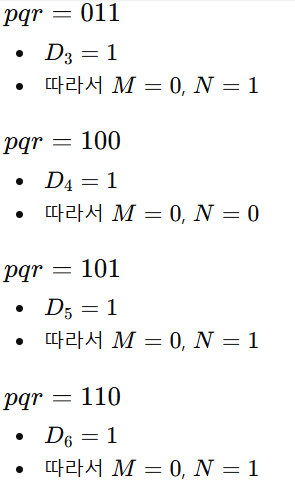 pqr = 011
• D₃ = 1
• 따라서 M = 0, N = 1
pqr = 100
• D₄ = 1
• 따라서 M = 0, N = 0
pqr = 101
• D₅ = 1
• 따라서 M = 0, N = 1
pqr = 110
• D₆ = 1
• 따라서 M = 0, N = 1